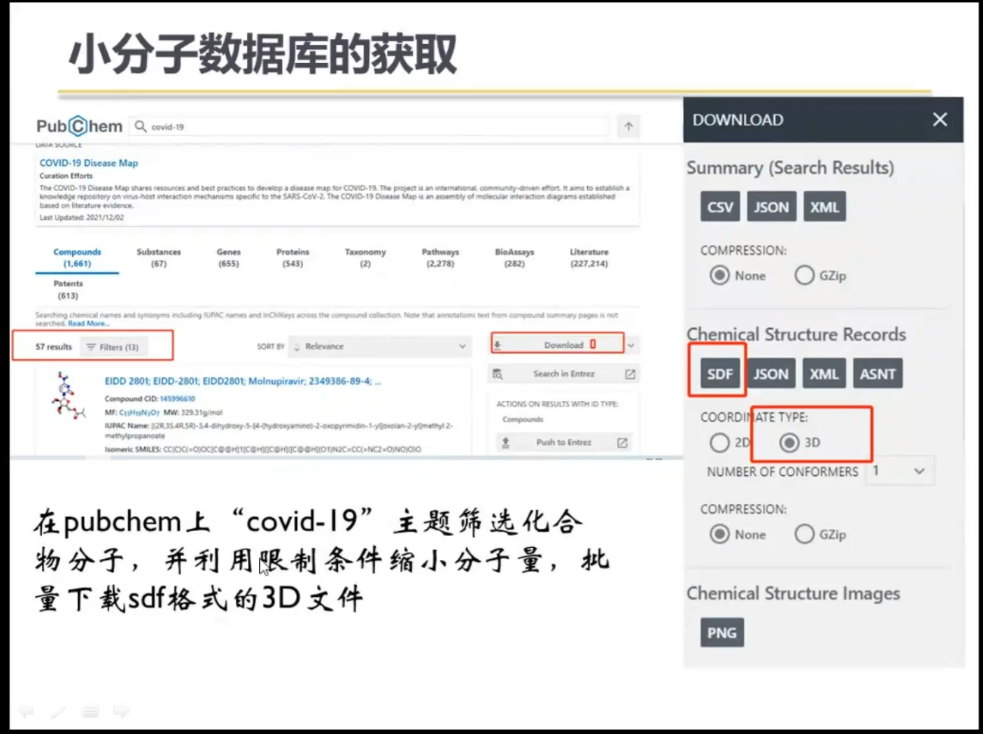 小分子数据库的获取
PubChem
covid-19
DATA SOURCE
COVID-19 Disease Map
Curation Efforts
The COVID-19 Disease Map shares resources and best practices to develop a disease map for COVID-19. The project is an international, community-driven effort. It aims to establish a
knowledge repository on virus-host interaction mechanisms specific to the SARS-CoV-2. The COVID-19 Disease Map is an assembly of molecular interaction diagrams established
based on literature evidence.
Last Updated: 2021/12/02
Compounds Substances Genes Proteins Taxonomy Pathways BioAssays Literature
(1,661) (67) (655) (543) (2) (2,278) (282) (227,214)
Patents
(613)
Searching chemical names and synonyms including IUPAC names and InChIKeys across the compound collection. Note that annotations text from compound summary pages is not
searched. Read More...
57 results Filters (13) SORT BY Relevance Download
Search in Entrez
EIDD 2801; EIDD-2801; EIDD2801; Molnupiravir; 2349386-89-4; ...
Compound CID: 145996610
MF: C13H19N3O7 MW: 329.31g/mol
IUPAC Name: [(2R,3S,4R,5R)-3,4-dihydroxy-5-[4-(hydroxyamino)-2-oxopyrimidin-1-yl]oxolan-2-yl]methyl 2-
methylpropanoate
Isomeric SMILES:
ACTIONS ON RESULTS WITH ID TYPE:
Compounds
Push to Entrez
在pubchem上“covid-19”主题筛选化合
物分子，并利用限制条件缩小分子量，批
量下载sdf格式的3D文件
DOWNLOAD
Summary (Search Results)
CSV JSON XML
COMPRESSION:
None GZip
Chemical Structure Records
SDF JSON XML ASNT
COORDINATE TYPE:
2D 3D
NUMBER OF CONFORMERS 1
COMPRESSION:
None GZip
Chemical Structure Images
PNG